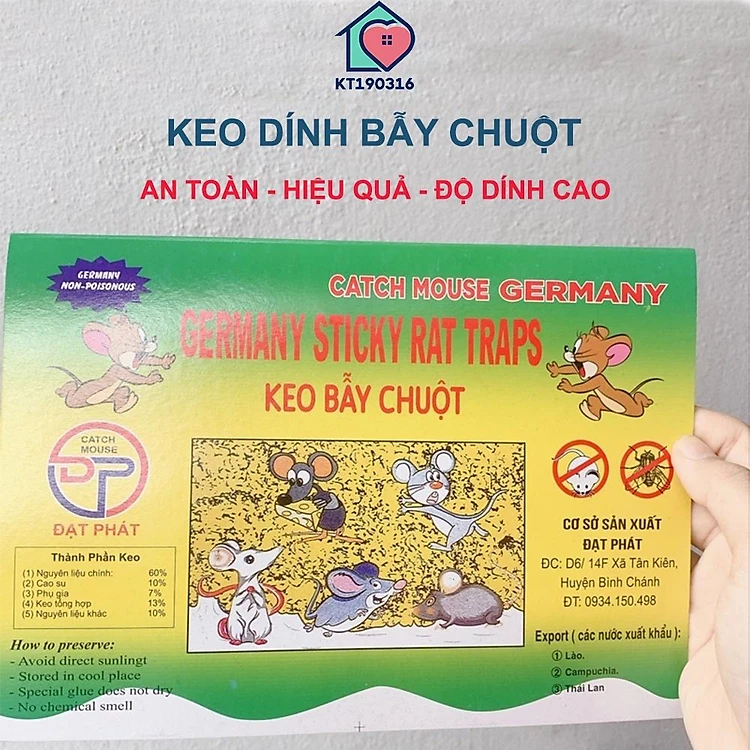 KT190316
KEO DÍNH BẪY CHUỘT
AN TOÀN - HIỆU QUẢ - ĐỘ DÍNH CAO
GERMANY
NON-POISONOUS
CATCH MOUSE GERMANY
GERMANY STICKY RAT TRAPS
KEO BẪY CHUỘT
CATCH
MOUSE
DP
ĐẠT PHÁT
Thành Phần Keo
(1) Nguyên liệu chính: 60%
(2) Cao su 10%
(3) Phụ gia 7%
(4) Keo tổng hợp 13%
(5) Nguyên liệu khác 10%
How to preserve:
- Avoid direct sunlingt
- Stored in cool place
- Special glue does not dry
- No chemical smell
CƠ SỞ SẢN XUẤT
ĐẠT PHÁT
ĐC: D6/ 14F Xã Tân Kiên,
Huyện Bình Chánh
ĐT: 0934.150.498
Export ( các nước xuất khẩu ):
① Lào.
② Campuchia.
③ Thái Lan